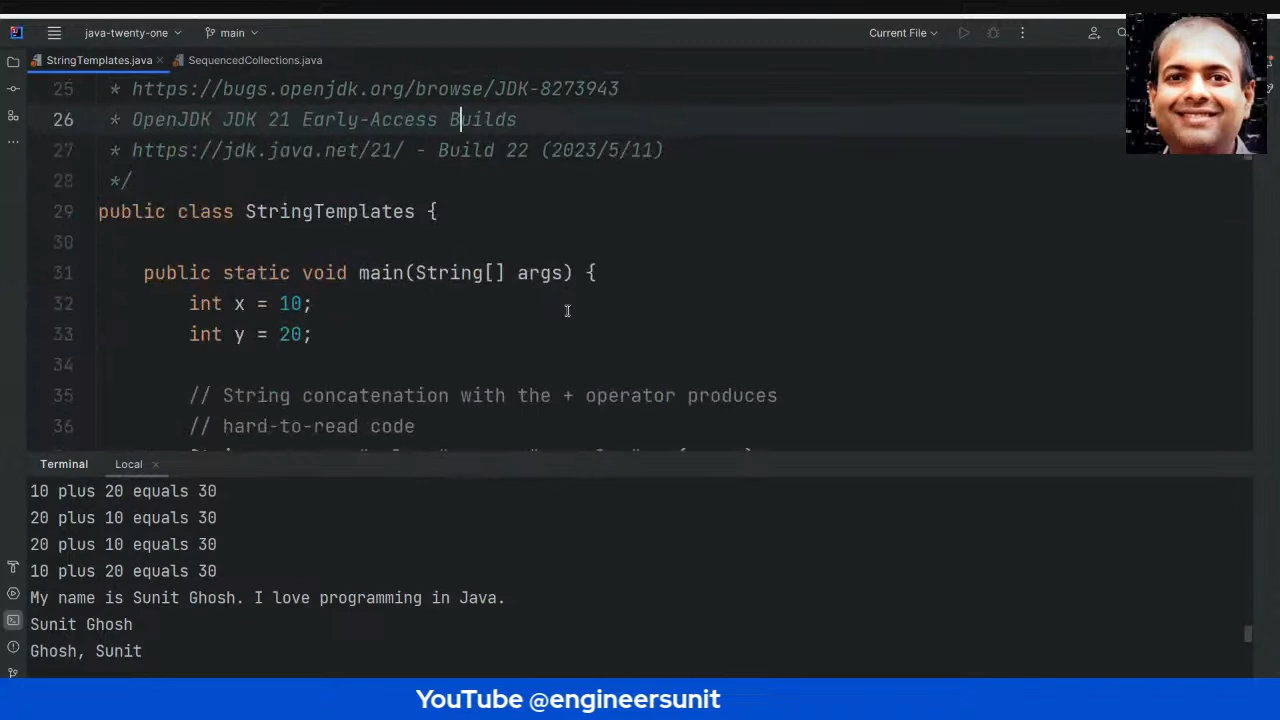 java-twenty-one
main
Current File
StringTemplates.java
SequencedCollections.java
25 * https://bugs.openjdk.org/browse/JDK-8273943
26 * OpenJDK JDK 21 Early-Access Builds
27 * https://jdk.java.net/21/ - Build 22 (2023/5/11)
28 */
29 public class StringTemplates {
30
31 public static void main(String[] args) {
32 int x = 10;
33 int y = 20;
34
35 // String concatenation with the + operator produces
36 // hard-to-read code
Terminal Local
10 plus 20 equals 30
20 plus 10 equals 30
20 plus 10 equals 30
10 plus 20 equals 30
My name is Sunit Ghosh. I love programming in Java.
Sunit Ghosh
Ghosh, Sunit
YouTube @engineersunit